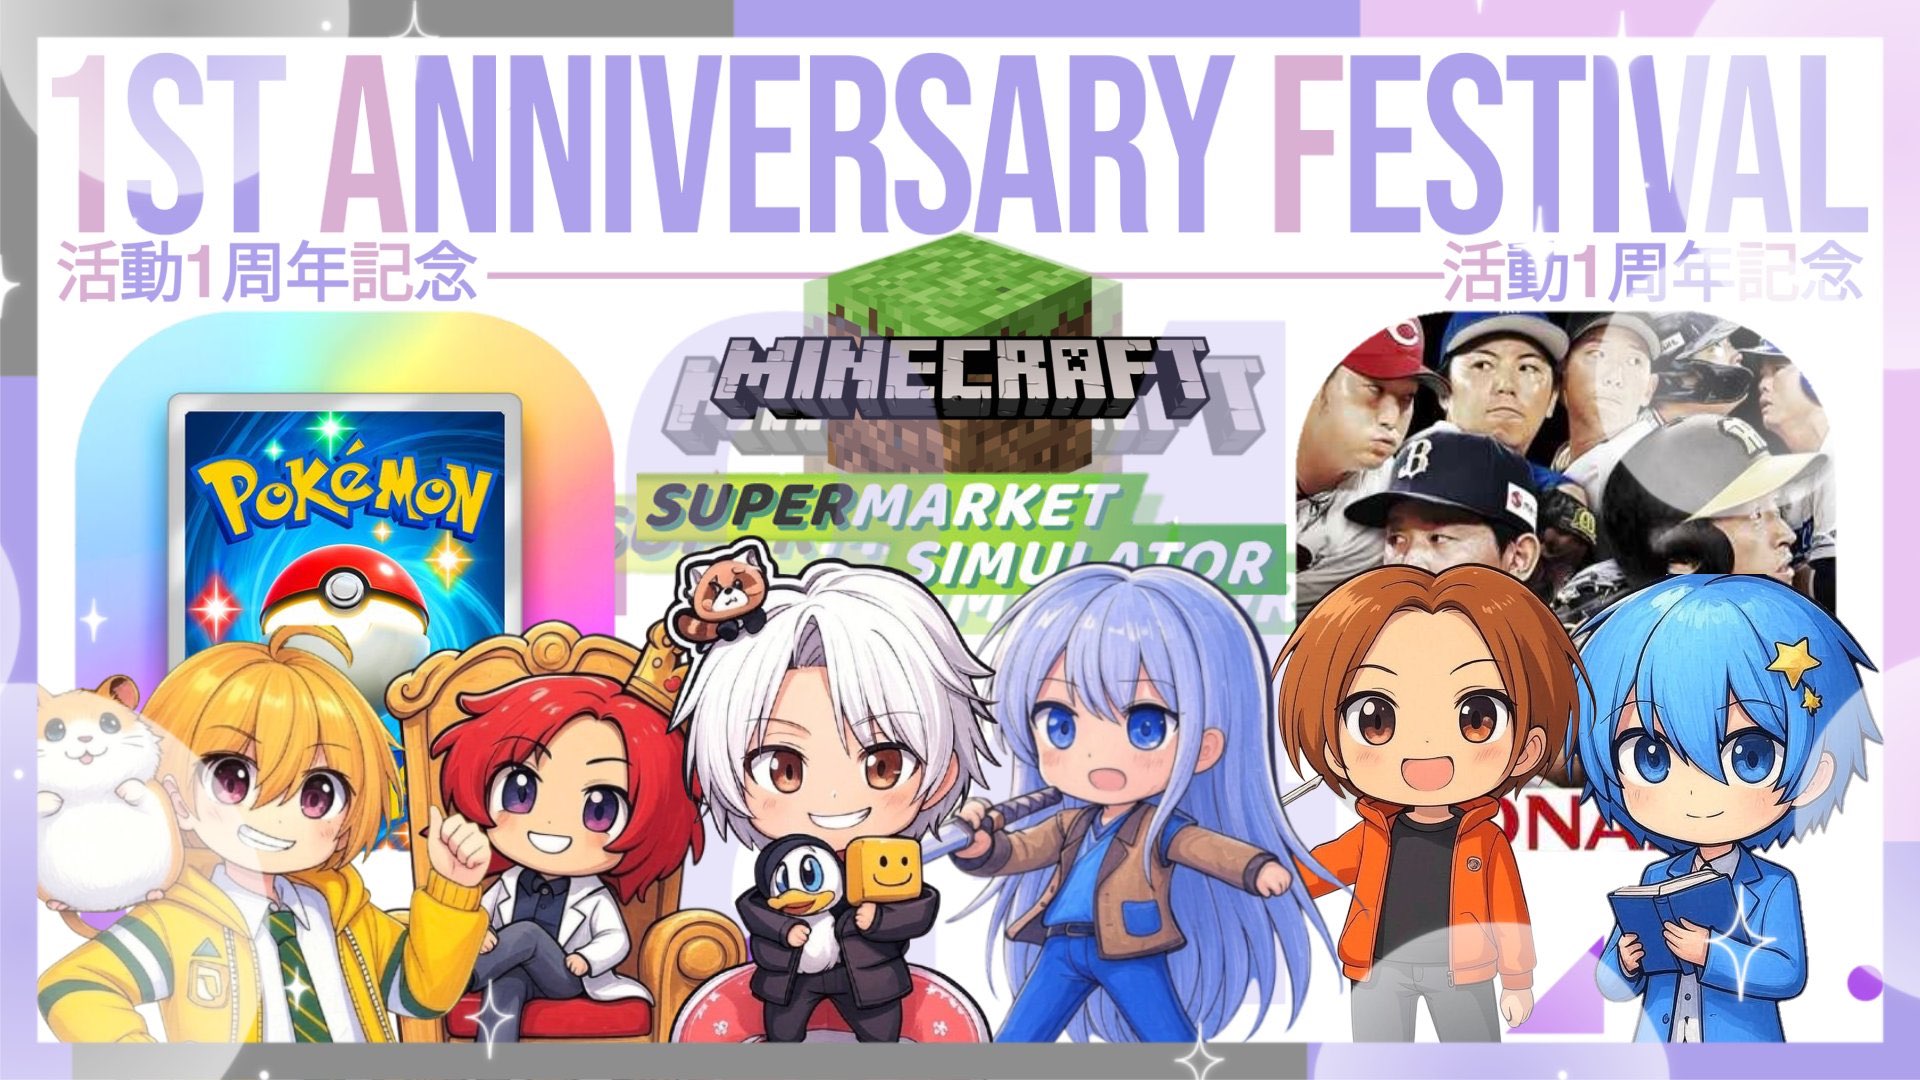 1ST ANNIVERSARY FESTIVAL
活動1周年記念 活動1周年記念
MINECRAFT
POKÉMON
SUPERMARKET
SIMULATOR
B